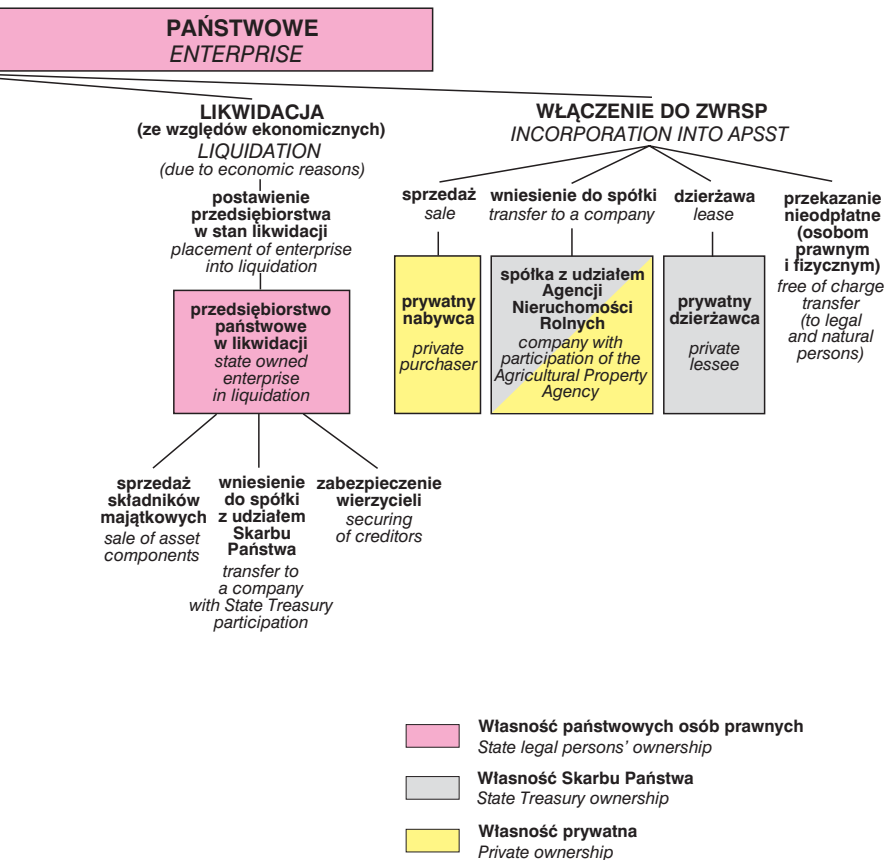 PAŃSTWOWE
ENTERPRISE
LIKWIDACJA
(ze względów ekonomicznych)
LIQUIDATION
(due to economic reasons)
postawienie
przedsiębiorstwa
w stan likwidacji
placement of enterprise
into liquidation
przedsiębiorstwo
państwowe
w likwidacji
state owned
enterprise
in liquidation
sprzedaż
składników
majątkowych
sale of asset
components
wniesienie
do spółki
z udziałem
Skarbu
Państwa
transfer to
a company
with State Treasury
participation
zabezpieczenie
wierzycieli
securing
of creditors
WŁĄCZENIE DO ZWRSP
INCORPORATION INTO APSST
sprzedaż
sale
prywatny
nabywca
private
purchaser
wniesienie do spółki
transfer to a company
spółka z udziałem
Agencji
Nieruchomości
Rolnych
company with
participation of the
Agricultural Property
Agency
dzierżawa
lease
prywatny
dzierżawca
private
lessee
przekazanie
nieodpłatne
(osobom
prawnym
i fizycznym)
free of charge
transfer
(to legal
and natural
persons)
Własność państwowych osób prawnych
State legal persons' ownership
Własność Skarbu Państwa
State Treasury ownership
Własność prywatna
Private ownership